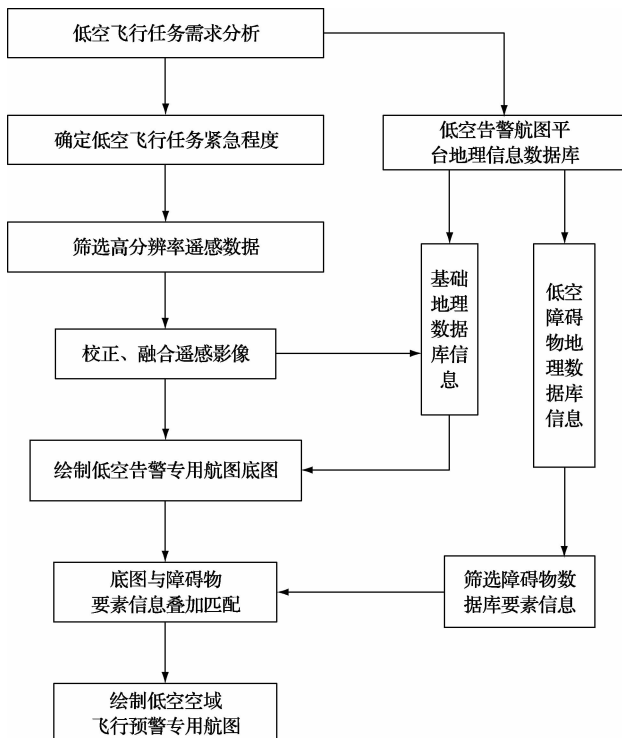 低空飞行任务需求分析
确定低空飞行任务紧急程度
低空告警航图平
台地理信息数据库
筛选高分辨率遥感数据
基础
地理
数据
库信
息
低空
障碍
物地
理数
据库
信息
校正、融合遥感影像
绘制低空告警专用航图底图
底图与障碍物
要素信息叠加匹配
筛选障碍物数
据库要素信息
绘制低空空域
飞行预警专用航图